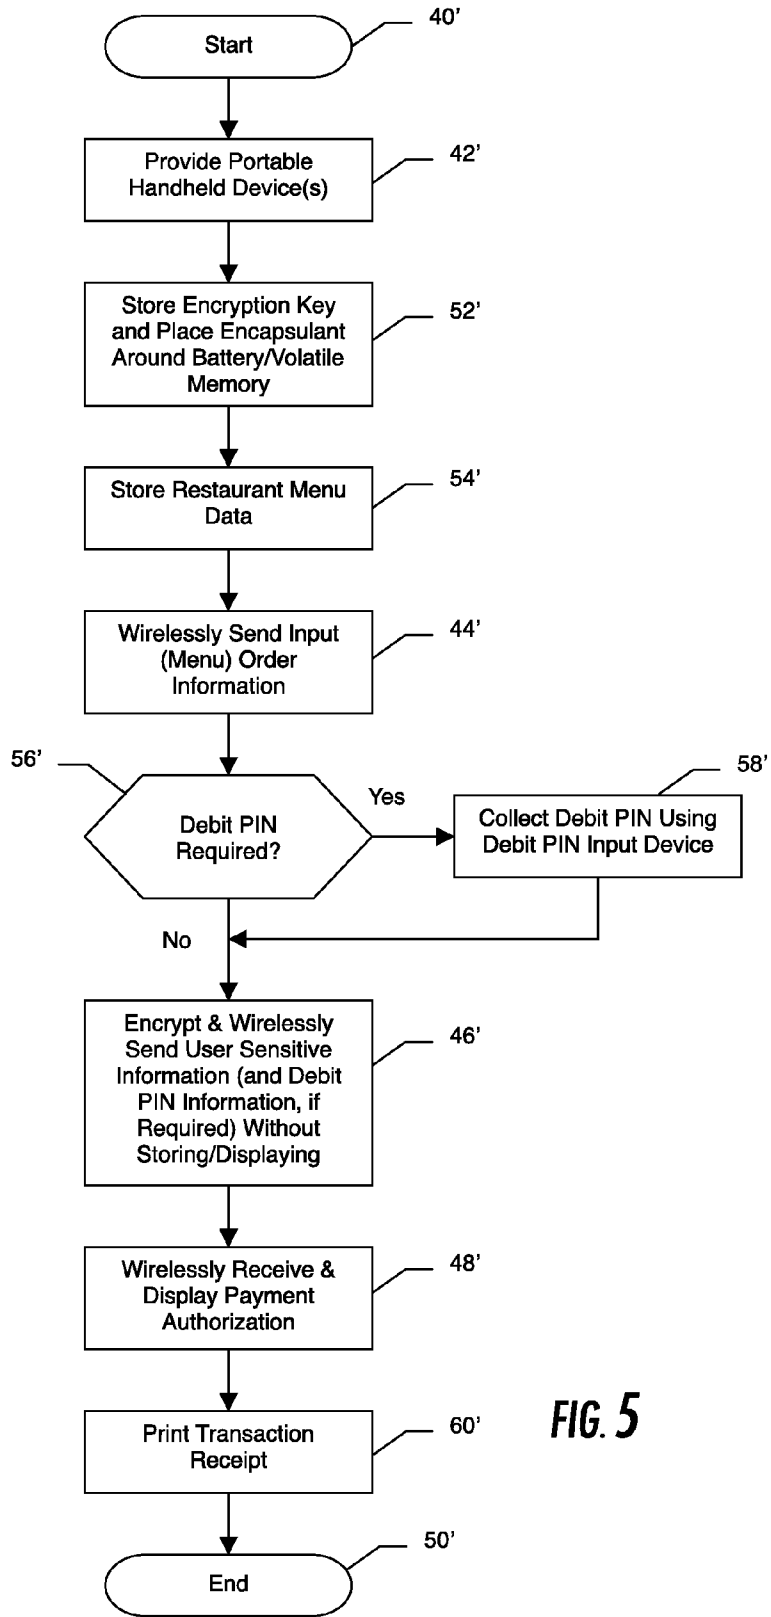 Start
40'
Provide Portable
Handheld Device(s)
42'
Store Encryption Key
and Place Encapsulant
Around Battery/Volatile
Memory
52'
Store Restaurant Menu
Data
54'
Wirelessly Send Input
(Menu) Order
Information
44'
56'
Debit PIN
Required?
Yes
58'
Collect Debit PIN Using
Debit PIN Input Device
No
Encrypt & Wirelessly
Send User Sensitive
Information (and Debit
PIN Information, if
Required) Without
Storing/Displaying
46'
Wirelessly Receive &
Display Payment
Authorization
48'
Print Transaction
Receipt
60'
FIG. 5
End
50'